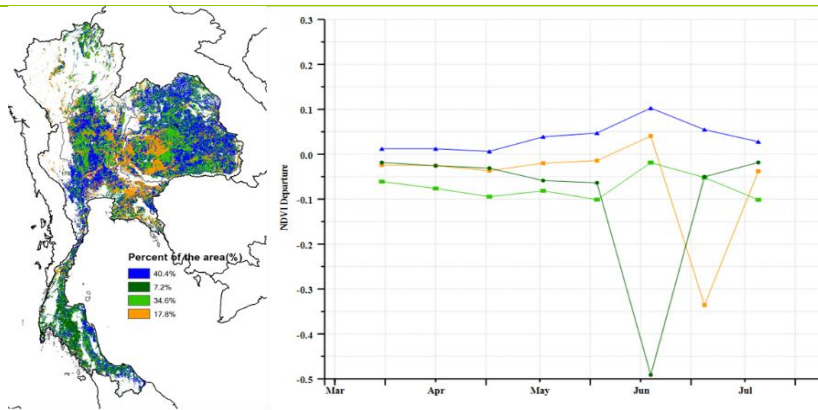 Percent of the area(%)
40.4%
7.2%
34.6%
17.8%
NDVI Departure
0.3
0.2
0.1
0.0
-0.1
-0.2
-0.3
-0.4
-0.5
Mar
Apr
May
Jun
Jul